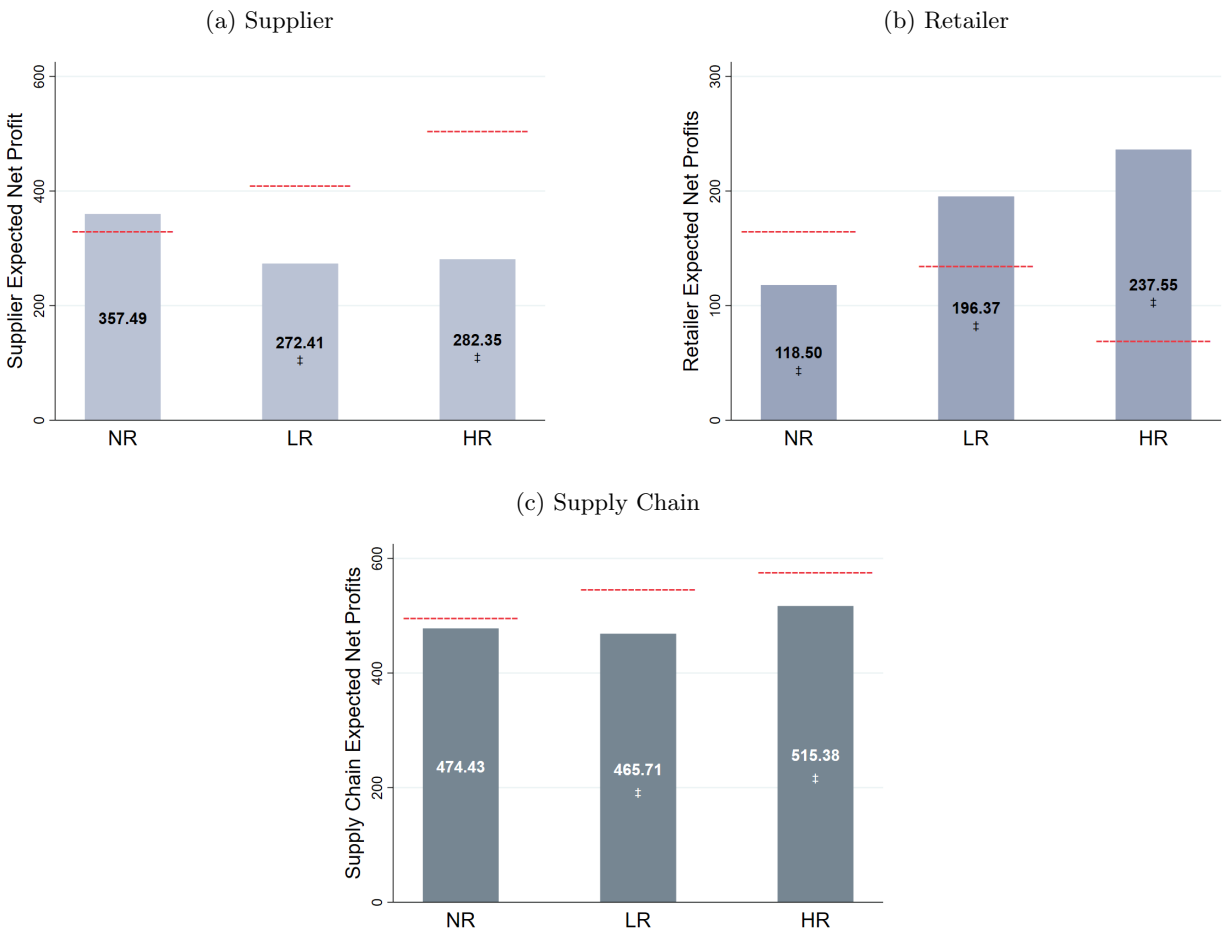 (a) Supplier
Supplier Expected Net Profit
600
400
200
0
357.49
272.41
‡
282.35
‡
NR
LR
HR
(b) Retailer
Retailer Expected Net Profits
300
200
100
0
118.50
‡
196.37
‡
237.55
‡
NR
LR
HR
(c) Supply Chain
Supply Chain Expected Net Profits
600
400
200
0
474.43
465.71
‡
515.38
‡
NR
LR
HR